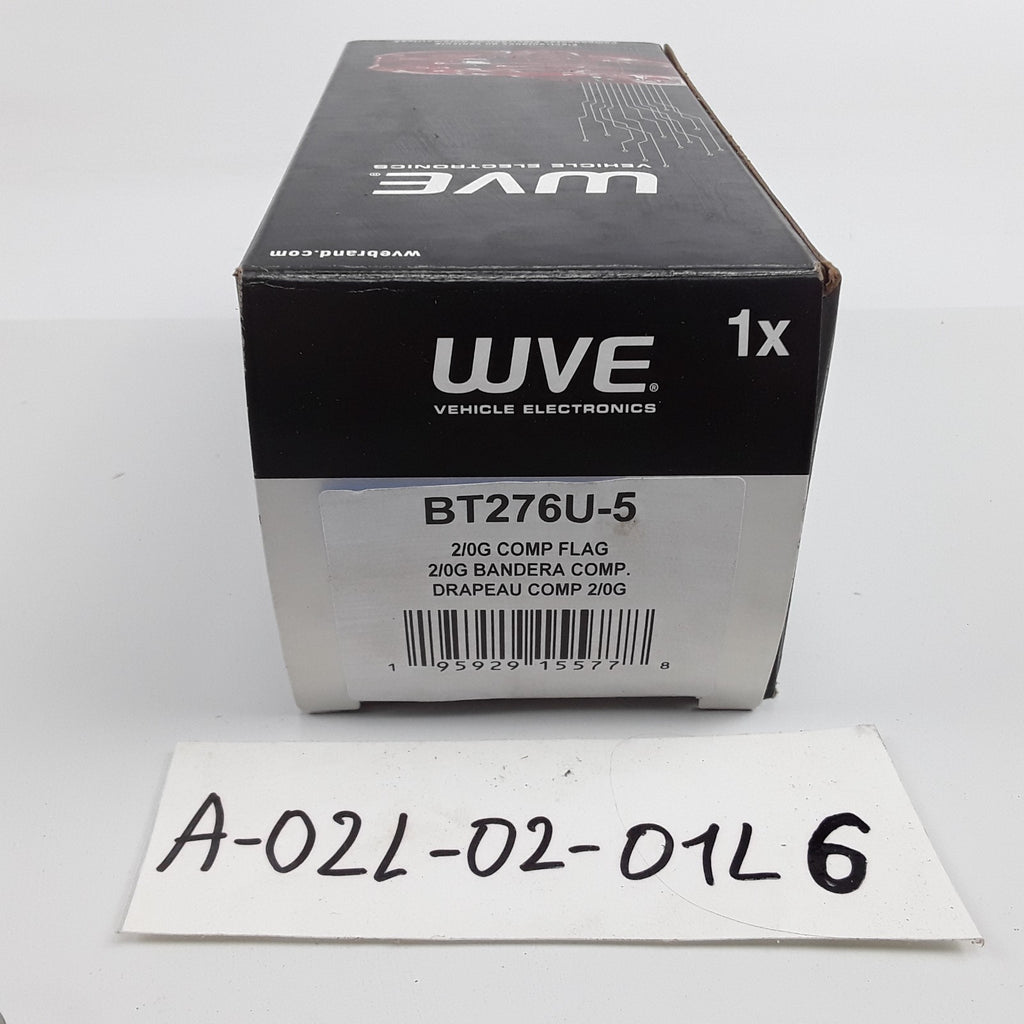 WVE®
VEHICLE ELECTRONICS
wvebrand.com
1x
WVE®
VEHICLE ELECTRONICS
BT276U-5
2/0G COMP FLAG
2/0G BANDERA COMP.
DRAPEAU COMP 2/0G
1 95929 15577 8
A-02L-02-01L6